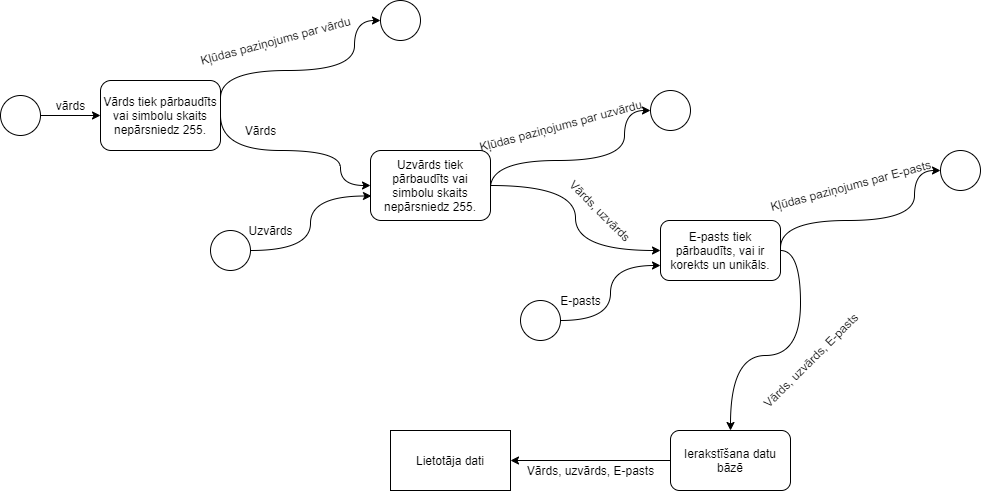 Kļūdas paziņojums par vārdu
vārds
Vārds tiek pārbaudīts
vai simbolu skaits
nepārsniedz 255.
Vārds
Kļūdas paziņojums par uzvārdu
Uzvārds tiek
pārbaudīts vai
simbolu skaits
nepārsniedz 255.
Uzvārds
Vārds, uzvārds
Kļūdas paziņojums par E-pasts
E-pasts tiek
pārbaudīts, vai ir
korekts un unikāls.
E-pasts
Vārds, uzvārds, E-pasts
Ierakstīšana datu
bāzē
Vārds, uzvārds, E-pasts
Lietotāja dati